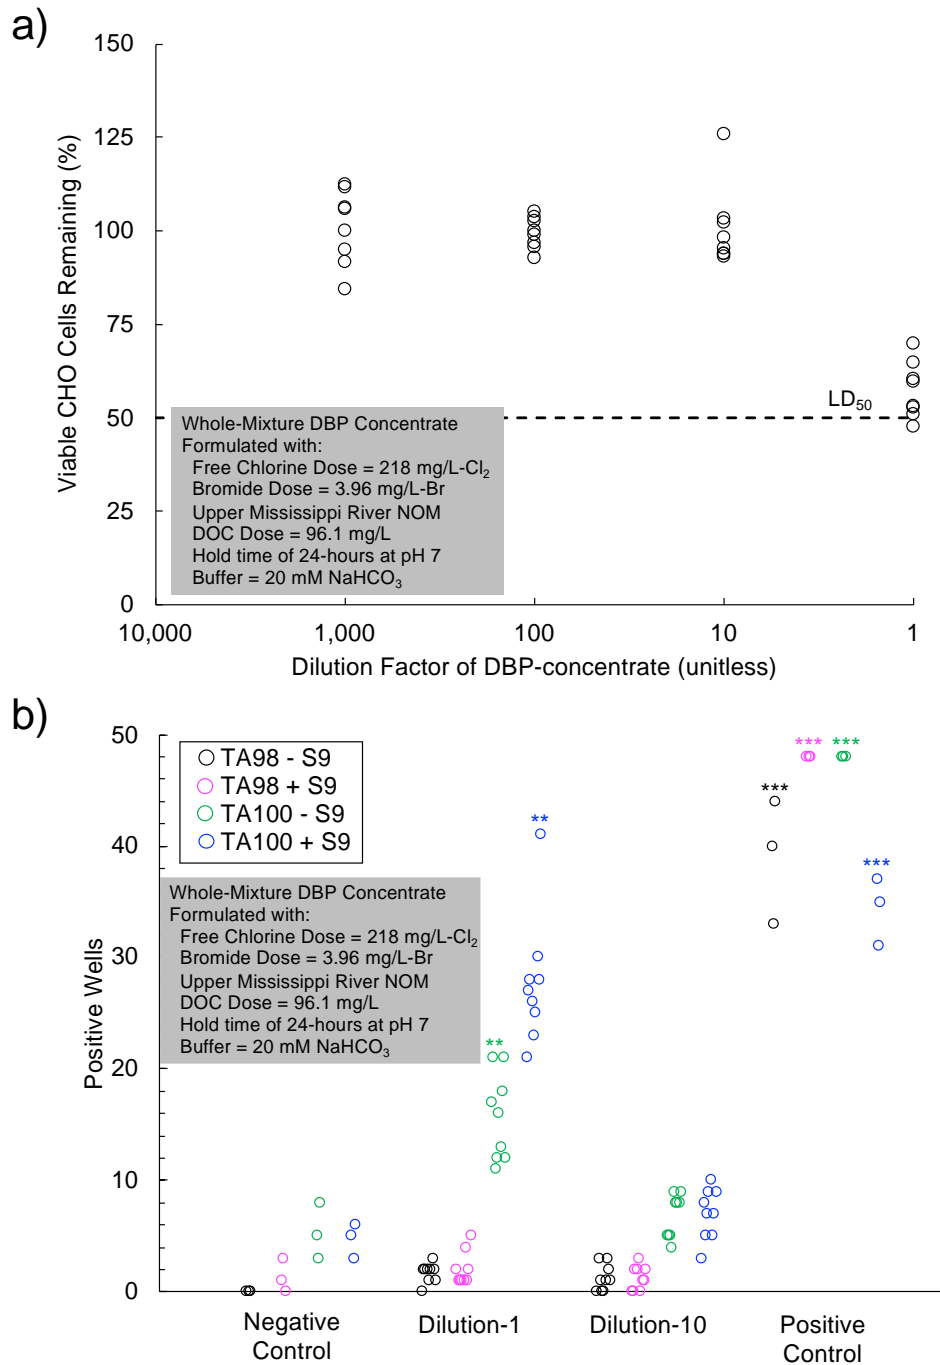 a)
150
125
100
75
50
25
0
Viable CHO Cells Remaining (%)
LD50
Whole-Mixture DBP Concentrate
Formulated with:
Free Chlorine Dose = 218 mg/L-Cl2
Bromide Dose = 3.96 mg/L-Br
Upper Mississippi River NOM
DOC Dose = 96.1 mg/L
Hold time of 24-hours at pH 7
Buffer = 20 mM NaHCO3
10,000 1,000 100 10 1
Dilution Factor of DBP-concentrate (unitless)
b)
50
40
30
20
10
0
Positive Wells
TA98 - S9
TA98 + S9
TA100 - S9
TA100 + S9
*** ***
***
**
***
**
Whole-Mixture DBP Concentrate
Formulated with:
Free Chlorine Dose = 218 mg/L-Cl2
Bromide Dose = 3.96 mg/L-Br
Upper Mississippi River NOM
DOC Dose = 96.1 mg/L
Hold time of 24-hours at pH 7
Buffer = 20 mM NaHCO3
Negative Control
Dilution-1
Dilution-10
Positive Control